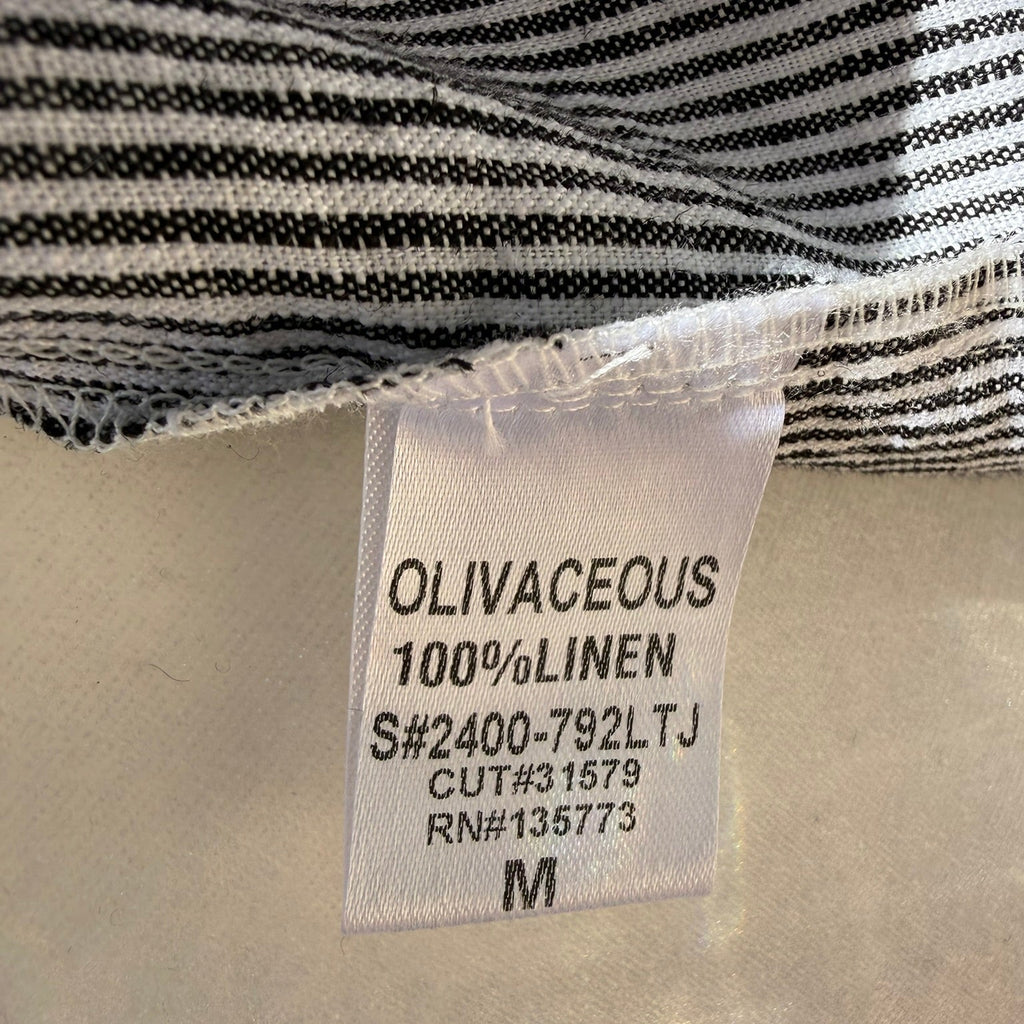 OLIVACEOUS
100%LINEN
S#2400-792LTJ
CUT#31579
RN#135773
M